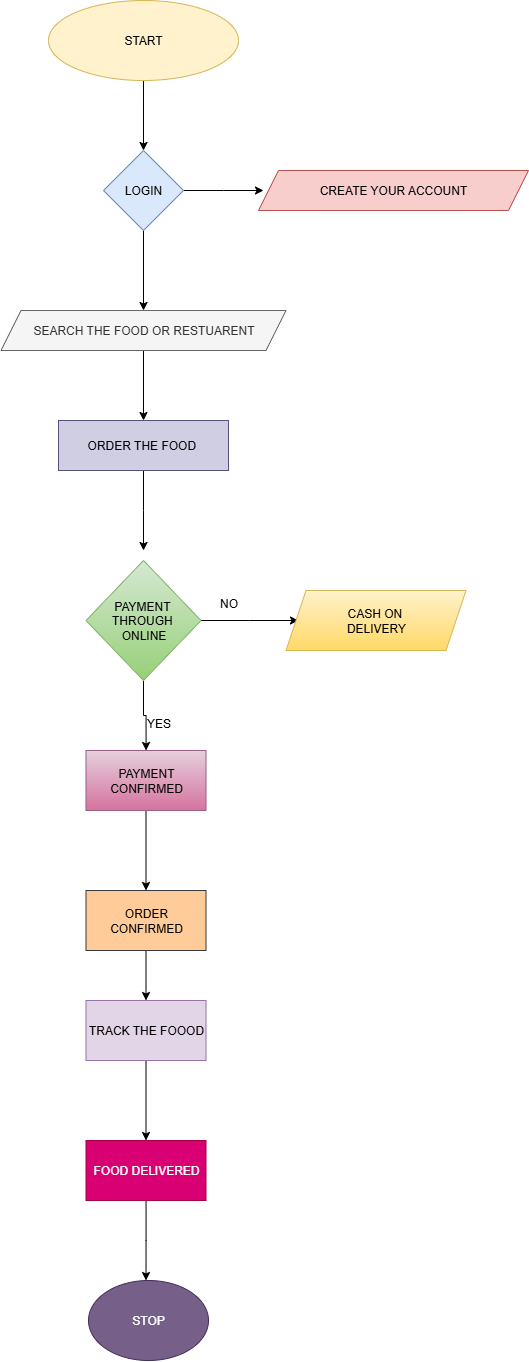 START
LOGIN
CREATE YOUR ACCOUNT
SEARCH THE FOOD OR RESTUARENT
ORDER THE FOOD
PAYMENT
THROUGH
ONLINE
NO
CASH ON
DELIVERY
YES
PAYMENT
CONFIRMED
ORDER
CONFIRMED
TRACK THE FOOOD
FOOD DELIVERED
STOP